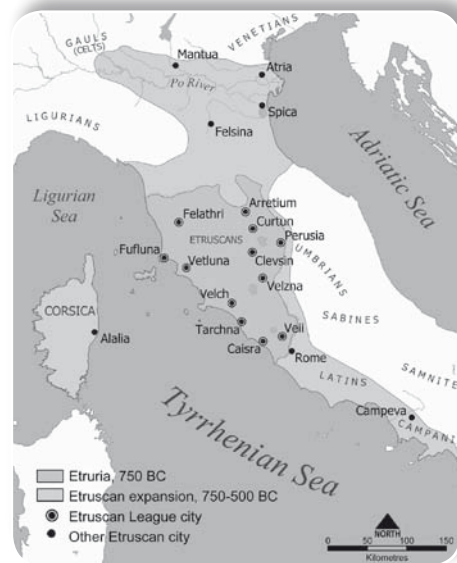 GAULS
(CELTS)
VENETIANS
Mantua
Atria
Po River
Spica
Felsina
LIGURIANS
Adriatic Sea
Ligurian
Sea
Arretium
Felathri
Curtun
ETRUSCANS
Perusia
Fufluna
Clevsin
Vetluna
UMBRIANS
Velzna
CORSICA
Velch
SABINES
Tarchna
Alalia
Veii
Caisra
Rome
SAMNITE
LATINS
Campeva
CAMPANI
Tyrrhenian Sea
Etruria, 750 BC
Etruscan expansion, 750-500 BC
Etruscan League city
Other Etruscan city
NORTH
0 50 100 150
Kilometres